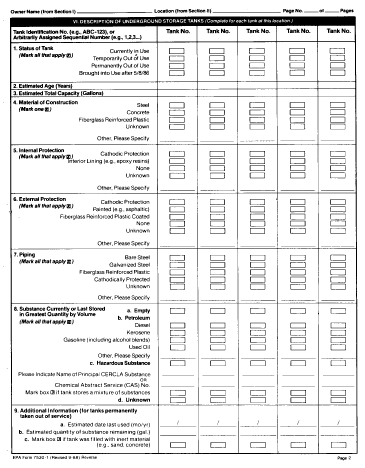 Owner Name (from Section I) Location (from Section II) Page No. of Pages
VI. DESCRIPTION OF UNDERGROUND STORAGE TANKS (Complete for each tank at this location.)
Tank Identification No. (e.g., ABC-123), or
Arbitrarily Assigned Sequential Number (e.g., 1,2,3...)
Tank No. Tank No. Tank No. Tank No. Tank No.
1. Status of Tank
(Mark all that apply ☒)
Currently in Use
Temporarily Out of Use
Permanently Out of Use
Brought into Use after 5/8/86
2. Estimated Age (Years)
3. Estimated Total Capacity (Gallons)
4. Material of Construction
(Mark one ☒)
Steel
Concrete
Fiberglass Reinforced Plastic
Unknown
Other, Please Specify
5. Internal Protection
(Mark all that apply ☒)
Cathodic Protection
Interior Lining (e.g., epoxy resins)
None
Unknown
Other, Please Specify
6. External Protection
(Mark all that apply ☒)
Cathodic Protection
Painted (e.g., asphaltic)
Fiberglass Reinforced Plastic Coated
None
Unknown
Other, Please Specify
7. Piping
(Mark all that apply ☒)
Bare Steel
Galvanized Steel
Fiberglass Reinforced Plastic
Cathodically Protected
Unknown
Other, Please Specify
8. Substance Currently or Last Stored
in Greatest Quantity by Volume
(Mark all that apply ☒)
a. Empty
b. Petroleum
Diesel
Kerosene
Gasoline (including alcohol blends)
Used Oil
Other, Please Specify
c. Hazardous Substance
Please Indicate Name of Principal CERCLA Substance
OR
Chemical Abstract Service (CAS) No.
Mark box ☒ if tank stores a mixture of substances
d. Unknown
9. Additional Information (for tanks permanently
taken out of service)
a. Estimated date last used (mo/yr) / / / / /
b. Estimated quantity of substance remaining (gal.)
c. Mark box ☒ if tank was filled with inert material
(e.g., sand, concrete)
EPA Form 7530-1 (Revised 9-88) Reverse Page 2